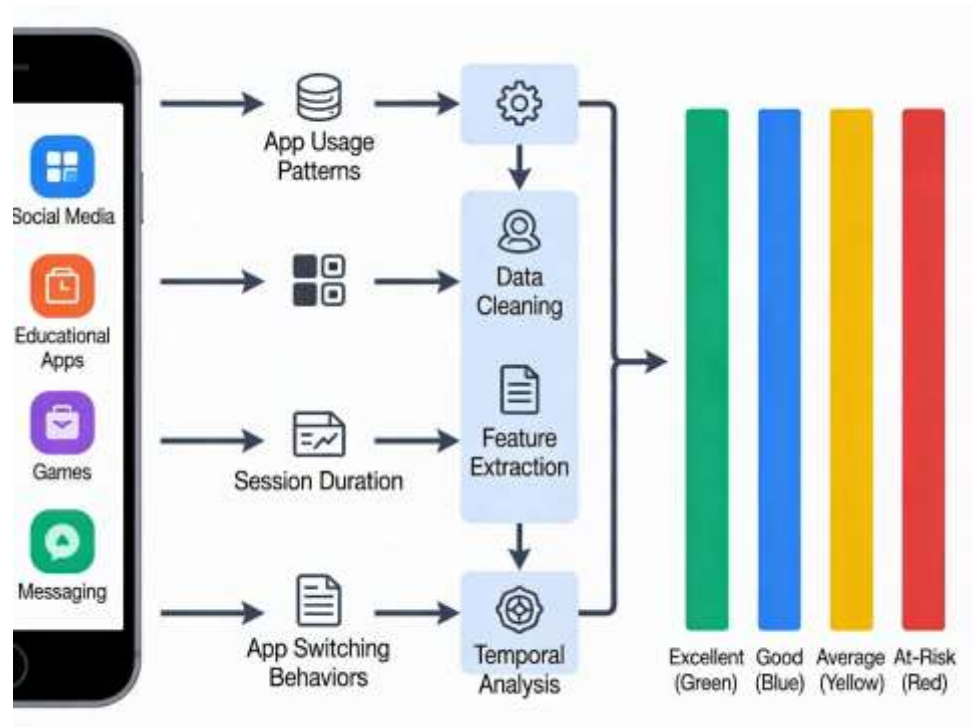 Social Media
Educational
Apps
Games
Messaging
App Usage
Patterns
Session Duration
App Switching
Behaviors
Data
Cleaning
Feature
Extraction
Temporal
Analysis
Excellent
(Green)
Good
(Blue)
Average
(Yellow)
At-Risk
(Red)